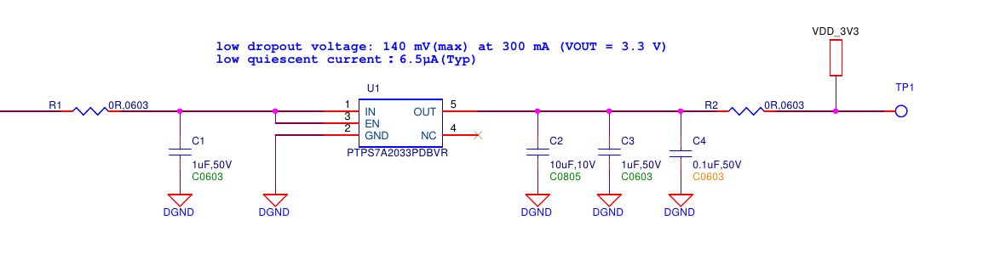 low dropout voltage: 140 mV(max) at 300 mA (VOUT = 3.3 V)
low quiescent current：6.5µA(Typ)
VDD_3V3
TP1
U1
R1
0R,0603
1
IN
3
EN
2
GND
OUT
5
NC
4
PTPS7A2033PDBVR
R2
0R,0603
C1
1uF,50V
C0603
C2
10uF,10V
C0805
C3
1uF,50V
C0603
C4
0.1uF,50V
C0603
DGND
DGND
DGND
DGND
DGND